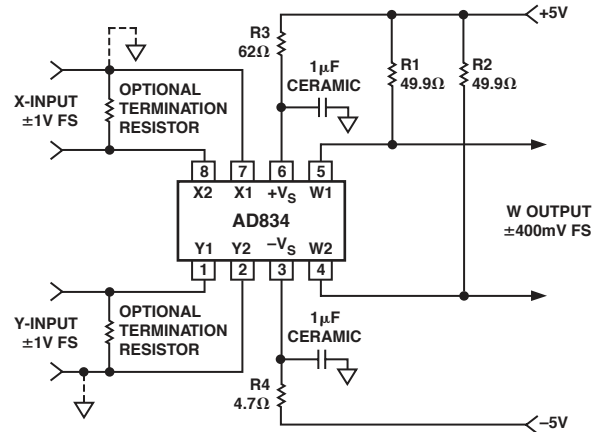 +5V
R3
62Ω
1μF
CERAMIC
R1
49.9Ω
R2
49.9Ω
X-INPUT
±1V FS
OPTIONAL
TERMINATION
RESISTOR
8
7
6
5
X2
X1
+VS
W1
AD834
Y1
Y2
–VS
W2
1
2
3
4
W OUTPUT
±400mV FS
Y-INPUT
±1V FS
OPTIONAL
TERMINATION
RESISTOR
1μF
CERAMIC
R4
4.7Ω
–5V